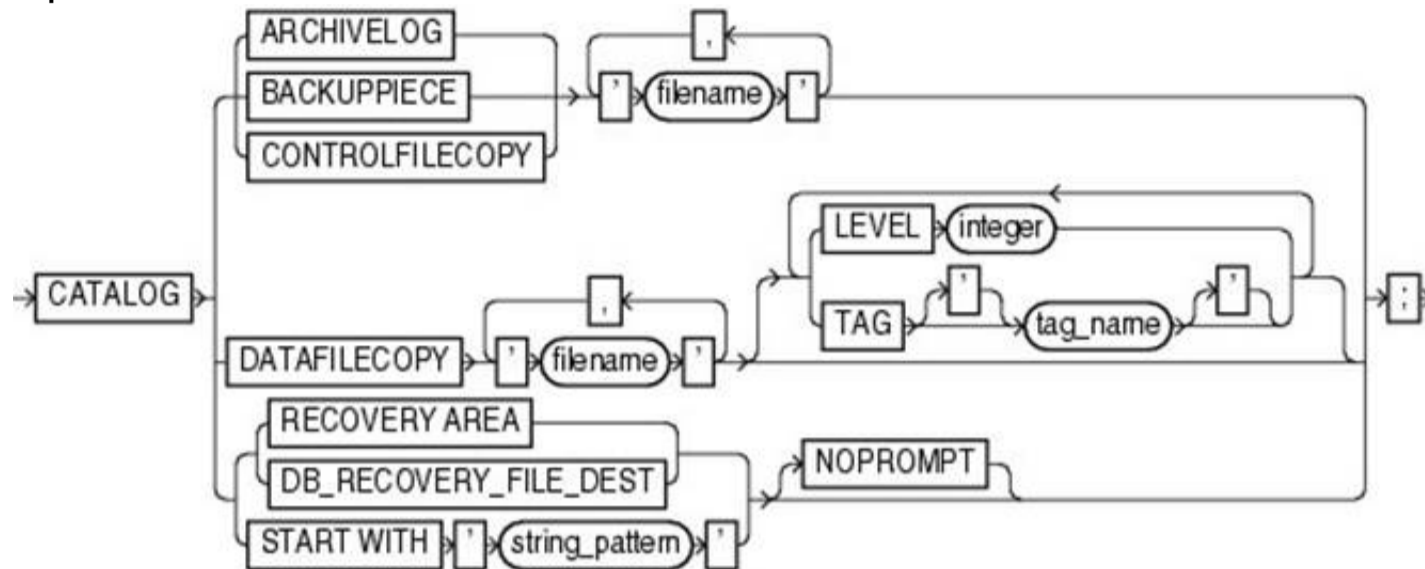 ARCHIVELOG
,
BACKUPPIECE ' filename '
CONTROLFILECOPY
LEVEL integer
CATALOG ;
TAG ' tag_name '
,
DATAFILECOPY ' filename '
RECOVERY AREA
NOPROMPT
DB_RECOVERY_FILE_DEST
START WITH ' string_pattern '